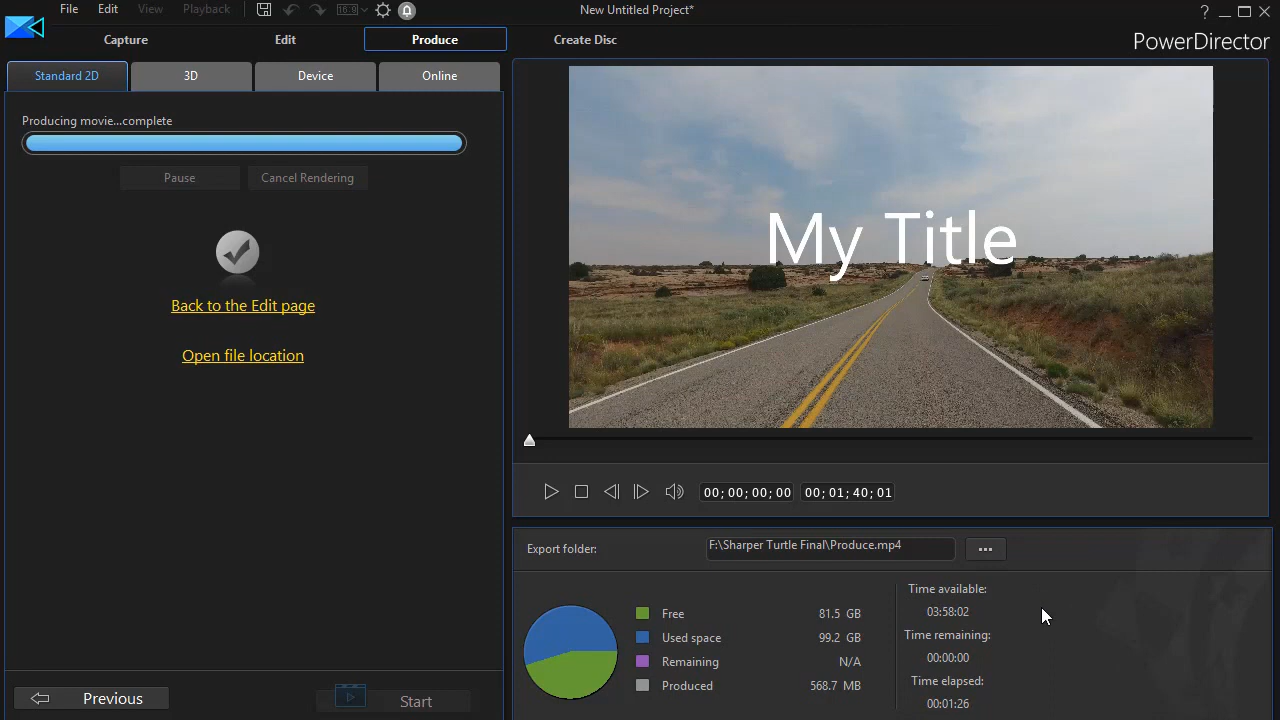 File Edit View Playback 16:9 New Untitled Project* ?
Capture Edit Produce Create Disc PowerDirector
Standard 2D 3D Device Online
Producing movie...complete
Pause Cancel Rendering
Back to the Edit page
Open file location
Previous Start
My Title
00; 00; 00; 00 00; 01; 40; 01
Export folder: F:\Sharper Turtle Final\Produce.mp4 ...
Free 81.5 GB
Used space 99.2 GB
Remaining N/A
Produced 568.7 MB
Time available:
03:58:02
Time remaining:
00:00:00
Time elapsed:
00:01:26